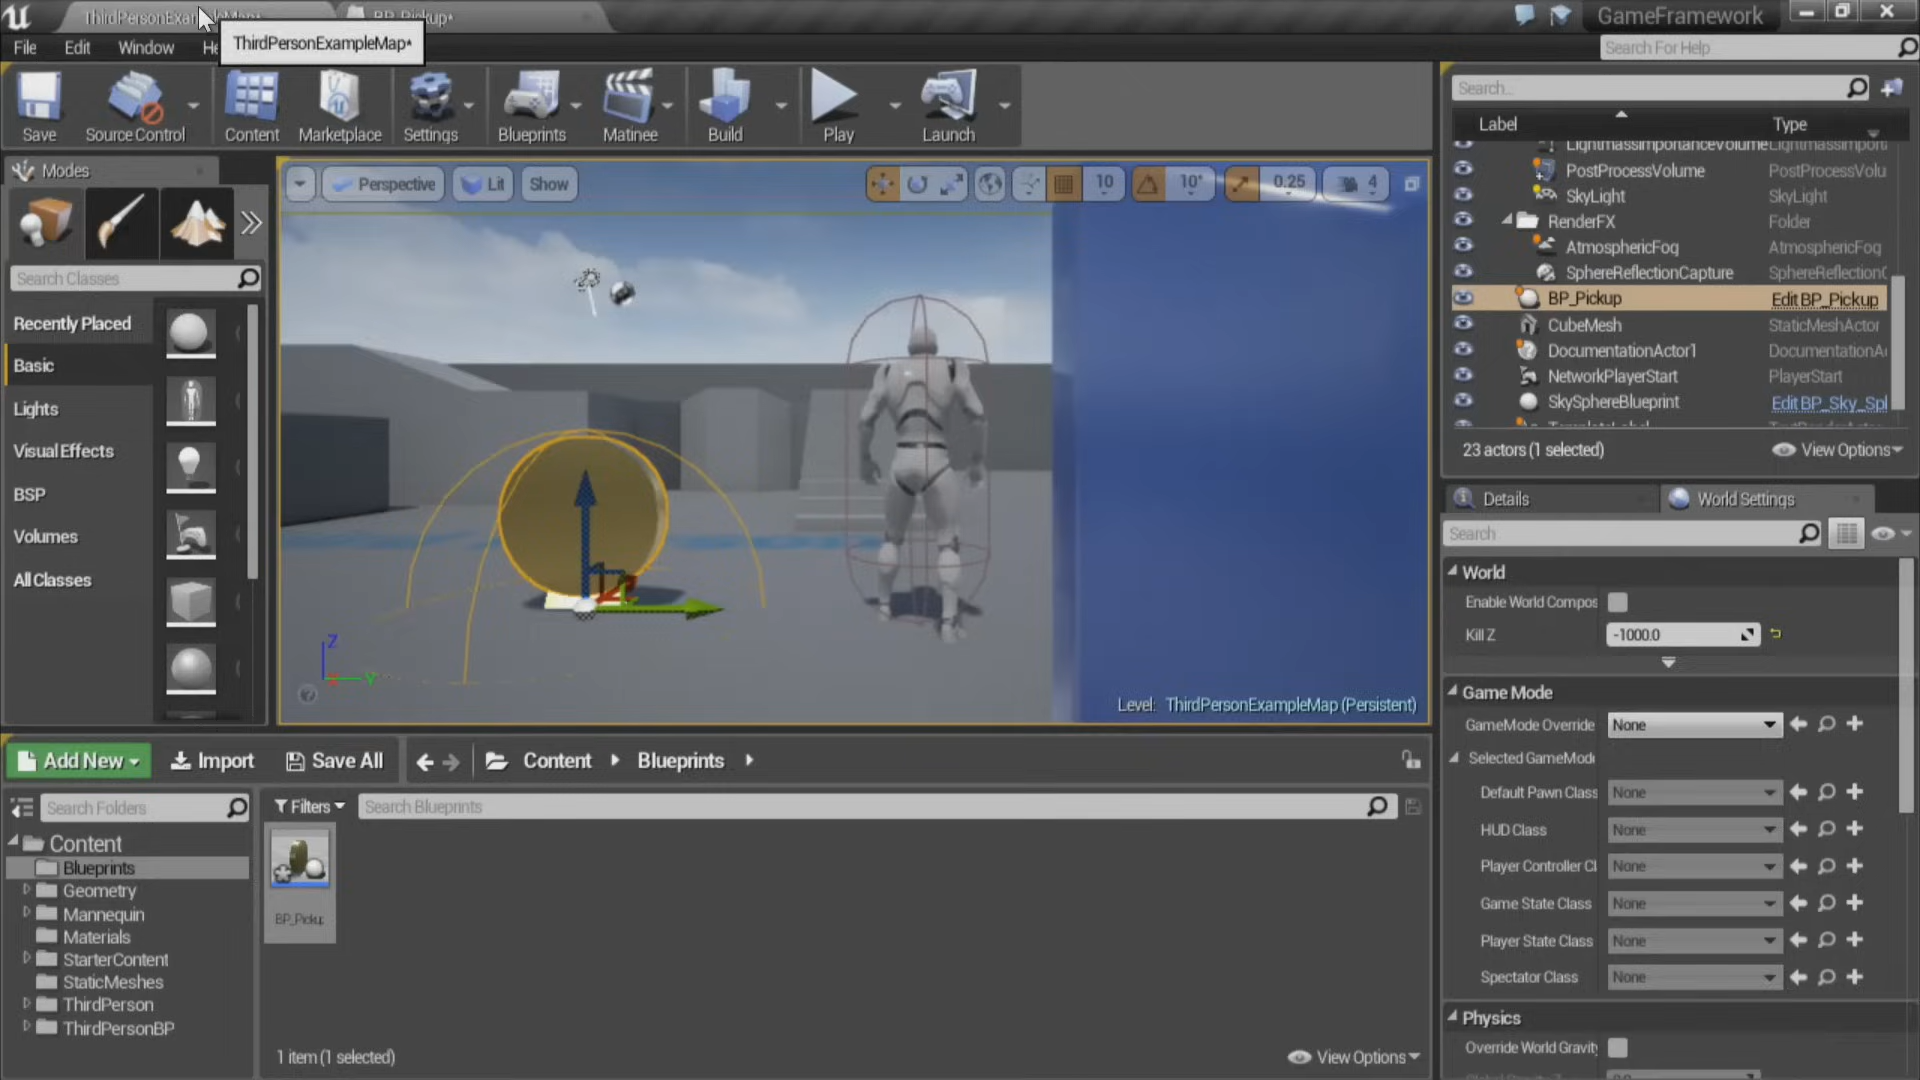 BP_Pickup*
GameFramework
File
Edit
Window
ThirdPersonExampleMap*
Search For Help
Save
Source Control
Content
Marketplace
Settings
Blueprints
Matinee
Build
Play
Launch
Search...
Label
Type
LightmassImportanceVolume
PostProcessVolume
PostProcessVolu
SkyLight
SkyLight
RenderFX
Folder
AtmosphericFog
AtmosphericFog
SphereReflectionCapture
SphereReflectionC
BP_Pickup
Edit BP_Pickup
CubeMesh
StaticMeshActor
DocumentationActor1
DocumentationA
NetworkPlayerStart
PlayerStart
SkySphereBlueprint
Edit BP_Sky_Sp
23 actors (1 selected)
View Options
Modes
Search Classes
Recently Placed
Basic
Lights
Visual Effects
BSP
Volumes
All Classes
Perspective
Lit
Show
10
10°
0.25
4
Z
Y
Level: ThirdPersonExampleMap (Persistent)
Details
World Settings
Search
World
Enable World Compos
Kill Z
-1000.0
Game Mode
GameMode Override
None
Selected GameMode
Default Pawn Class
None
HUD Class
None
Player Controller Cl
None
Game State Class
None
Player State Class
None
Spectator Class
None
Physics
Override World Gravity
Add New
Import
Save All
Content
Blueprints
Search Folders
Filters
Search Blueprints
Content
Blueprints
Geometry
Mannequin
Materials
StarterContent
StaticMeshes
ThirdPerson
ThirdPersonBP
BP_Pickup
1 item (1 selected)
View Options